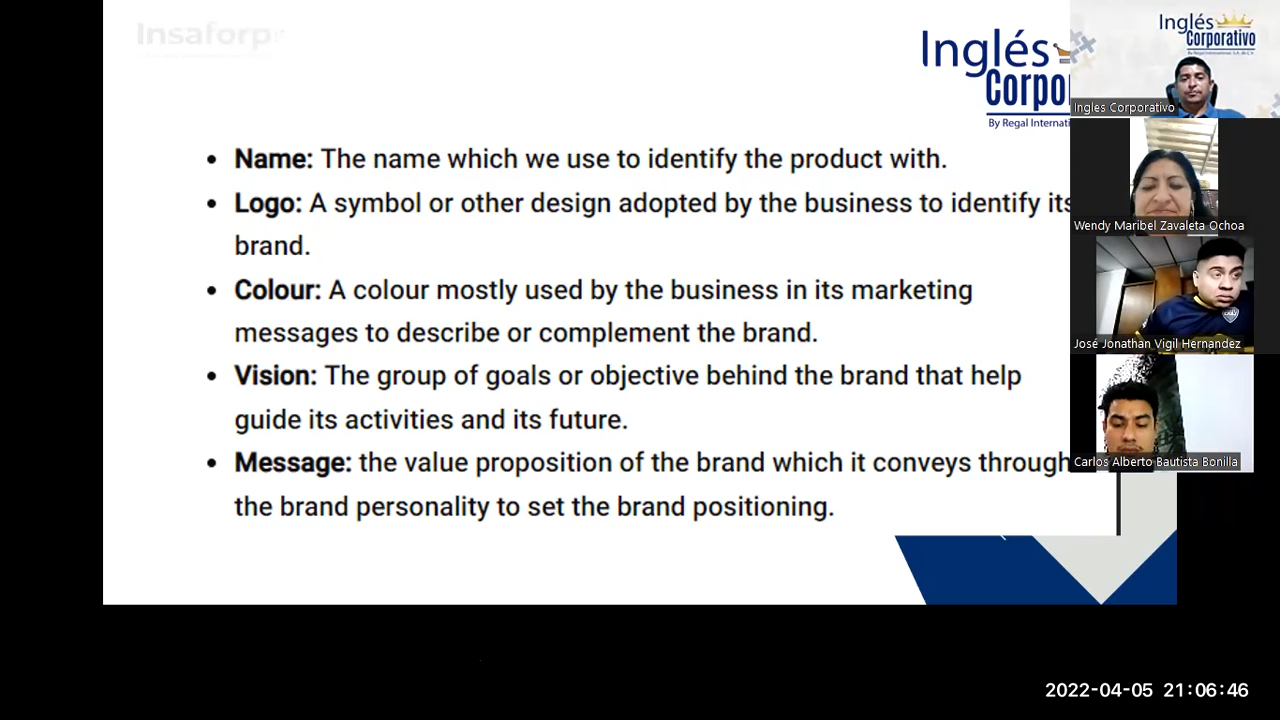 Insaforp
Inglés
Corpo
By Regal Internati
• Name: The name which we use to identify the product with.
• Logo: A symbol or other design adopted by the business to identify its
brand.
• Colour: A colour mostly used by the business in its marketing
messages to describe or complement the brand.
• Vision: The group of goals or objective behind the brand that help
guide its activities and its future.
• Message: the value proposition of the brand which it conveys through
the brand personality to set the brand positioning.
Inglés
Corporativo
By Regal International, S.A. de C.V.
Ingles Corporativo
Wendy Maribel Zavaleta Ochoa
José Jonathan Vigil Hernandez
Carlos Alberto Bautista Bonilla
2022-04-05 21:06:46